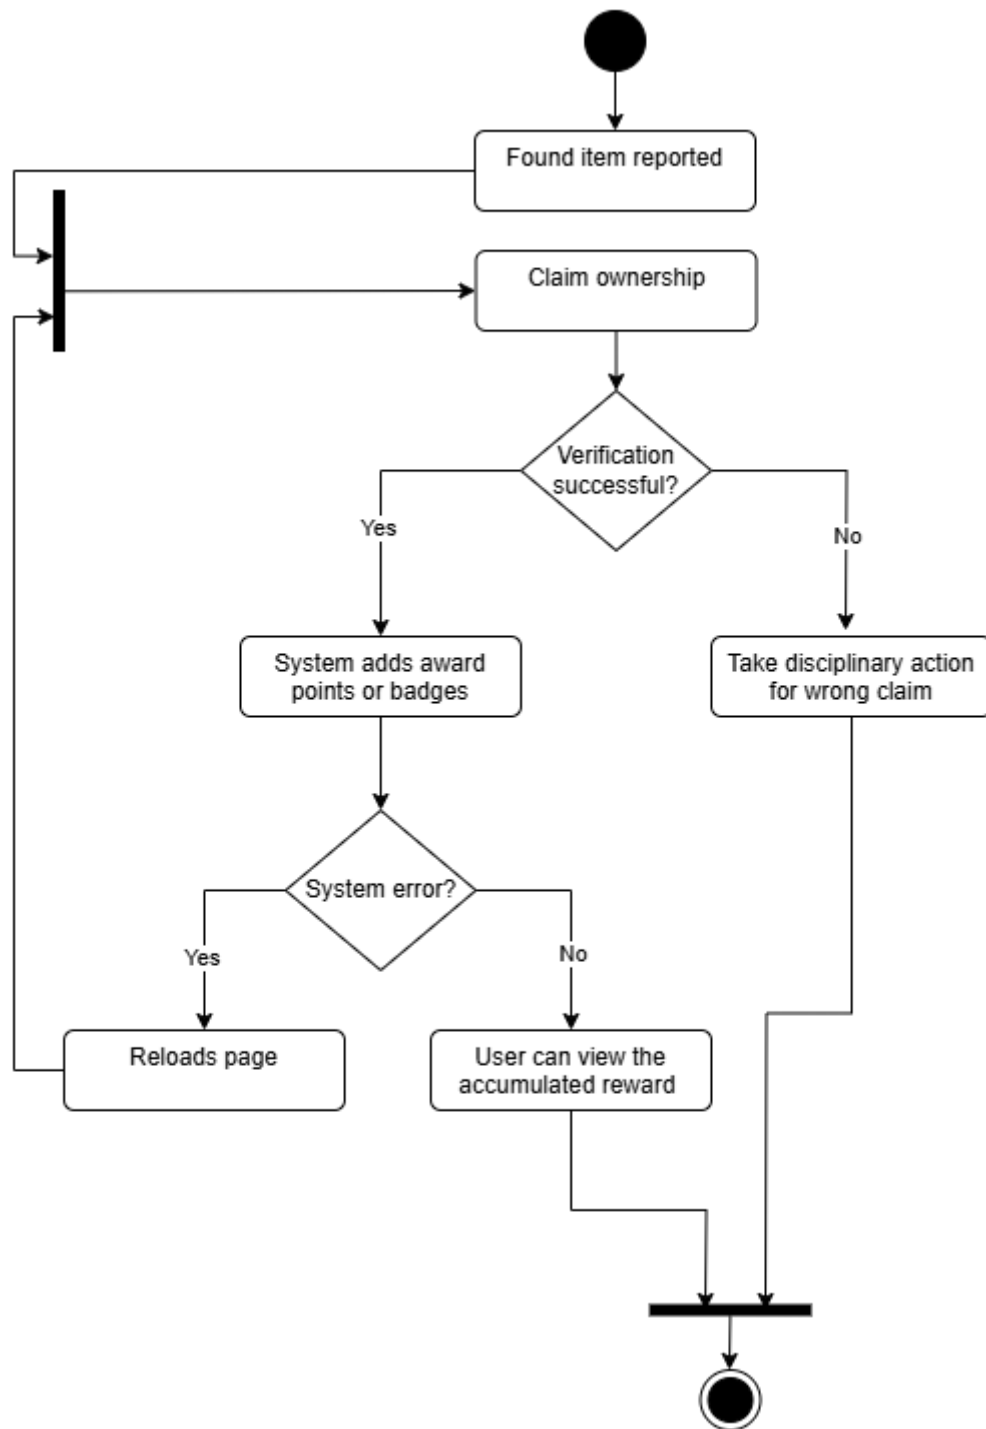 Found item reported
Claim ownership
Verification
successful?
Yes
No
System adds award
points or badges
Take disciplinary action
for wrong claim
System error?
Yes
No
Reloads page
User can view the
accumulated reward